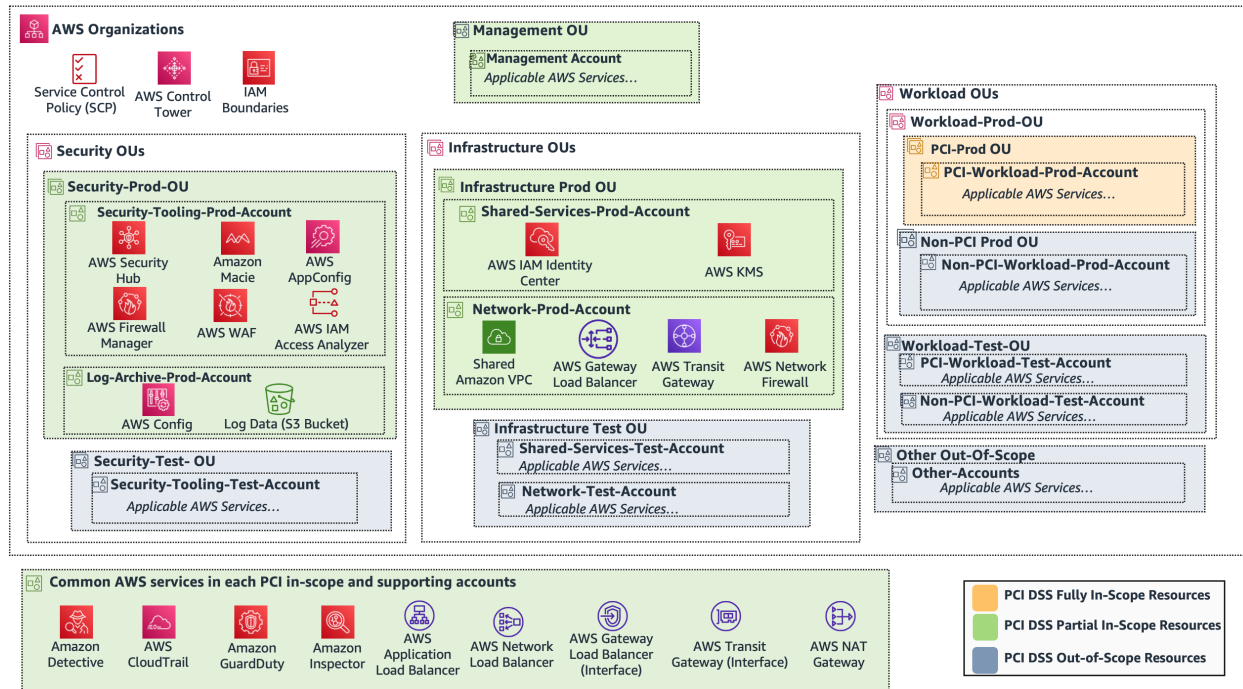 AWS Organizations
Service Control
Policy (SCP)
AWS Control
Tower
IAM
Boundaries
Management OU
Management Account
Applicable AWS Services...
Security OUs
Security-Prod-OU
Security-Tooling-Prod-Account
AWS Security
Hub
Amazon
Macie
AWS
AppConfig
AWS Firewall
Manager
AWS WAF
AWS IAM
Access Analyzer
Log-Archive-Prod-Account
AWS Config
Log Data (S3 Bucket)
Security-Test- OU
Security-Tooling-Test-Account
Applicable AWS Services...
Infrastructure OUs
Infrastructure Prod OU
Shared-Services-Prod-Account
AWS IAM Identity
Center
AWS KMS
Network-Prod-Account
Shared
Amazon VPC
AWS Gateway
Load Balancer
AWS Transit
Gateway
AWS Network
Firewall
Infrastructure Test OU
Shared-Services-Test-Account
Applicable AWS Services...
Network-Test-Account
Applicable AWS Services...
Workload OUs
Workload-Prod-OU
PCI-Prod OU
PCI-Workload-Prod-Account
Applicable AWS Services...
Non-PCI Prod OU
Non-PCI-Workload-Prod-Account
Applicable AWS Services...
Workload-Test-OU
PCI-Workload-Test-Account
Applicable AWS Services...
Non-PCI-Workload-Test-Account
Applicable AWS Services...
Other Out-Of-Scope
Other-Accounts
Applicable AWS Services...
Common AWS services in each PCI in-scope and supporting accounts
Amazon
Detective
AWS
CloudTrail
Amazon
GuardDuty
Amazon
Inspector
AWS
Application
Load Balancer
AWS Network
Load Balancer
AWS Gateway
Load Balancer
(Interface)
AWS Transit
Gateway (Interface)
AWS NAT
Gateway
PCI DSS Fully In-Scope Resources
PCI DSS Partial In-Scope Resources
PCI DSS Out-of-Scope Resources